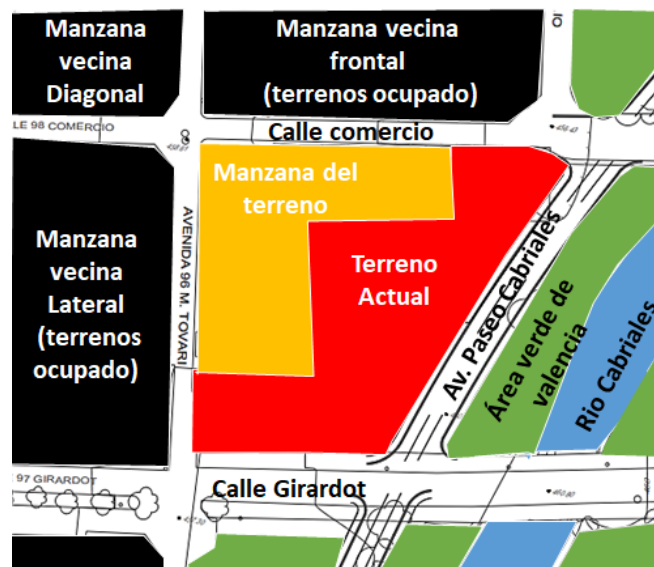 Manzana
vecina
Diagonal
Manzana vecina
frontal
(terrenos ocupado)
LE 98 COMERCIO
Calle comercio
Manzana del
terreno
AVENIDA 96 M. TOVARI
Manzana
vecina
Lateral
(terrenos
ocupado)
Terreno
Actual
Av. Paseo Cabriales
Área verde de
valencia
Rio Cabriales
97 GIRARDOT
Calle Girardot